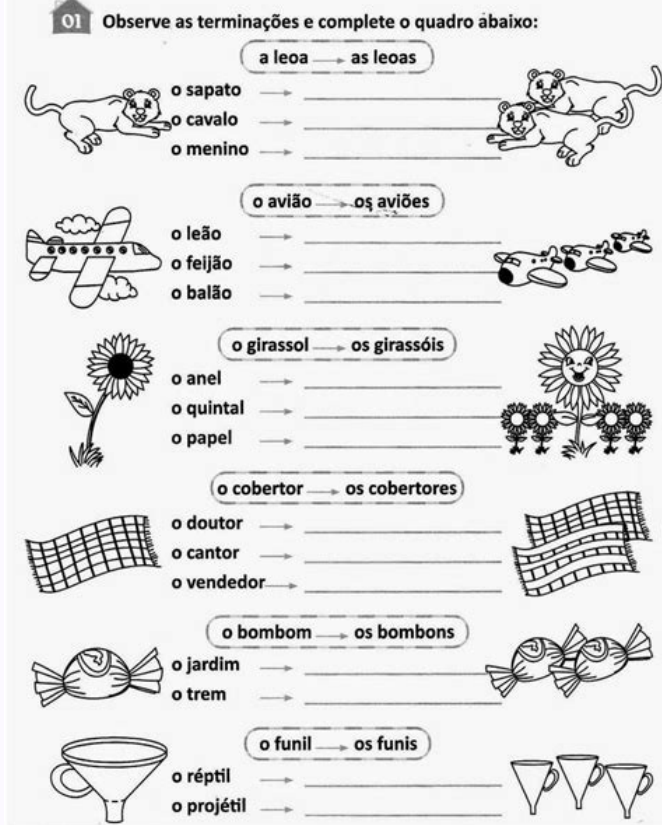 01 Observe as terminações e complete o quadro abaixo:
a leoa → as leoas
o sapato →
o cavalo →
o menino →
o avião → os aviões
o leão →
o feijão →
o balão →
o girassol → os girassóis
o anel →
o quintal →
o papel →
o cobertor → os cobertores
o doutor →
o cantor →
o vendedor →
o bombom → os bombons
o jardim →
o trem →
o funil → os funis
o réptil →
o projétil →